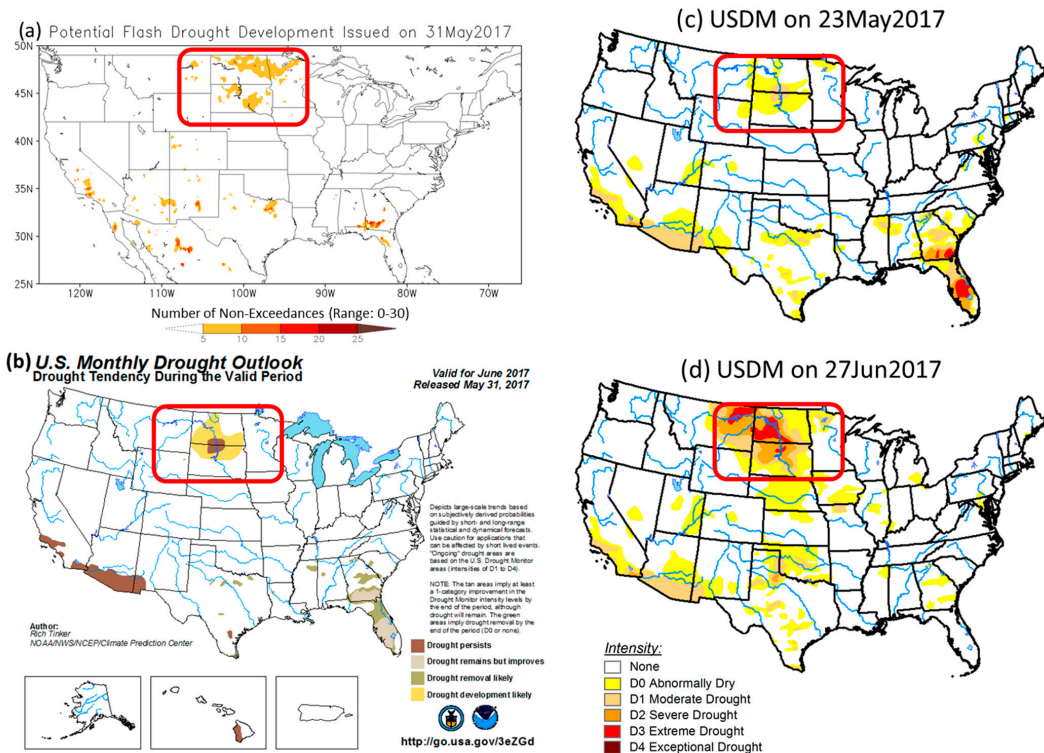 (a) Potential Flash Drought Development Issued on 31May2017
50N
45N
40N
35N
30N
25N
120W 110W 100W 90W 80W 70W
Number of Non-Exceedances (Range: 0-30)
5 10 15 20 25
(b) U.S. Monthly Drought Outlook
Drought Tendency During the Valid Period
Valid for June 2017
Released May 31, 2017
Depicts large-scale trends based
on subjectively derived probabilities
guided by short- and long-range
statistical and dynamical forecasts.
Use caution for applications that
can be affected by short lived events.
"Ongoing" drought areas are
based on the U.S. Drought Monitor
areas (intensities of D1 to D4).
NOTE: The tan areas imply at least
a 1-category improvement in the
Drought Monitor intensity levels by
the end of the period, although
drought will remain. The green
areas imply drought removal by the
end of the period (D0 or none).
Author:
Rich Tinker
NOAA/NWS/NCEP/Climate Prediction Center
Drought persists
Drought remains but improves
Drought removal likely
Drought development likely
http://go.usa.gov/3eZGd
(c) USDM on 23May2017
(d) USDM on 27Jun2017
Intensity:
None
D0 Abnormally Dry
D1 Moderate Drought
D2 Severe Drought
D3 Extreme Drought
D4 Exceptional Drought